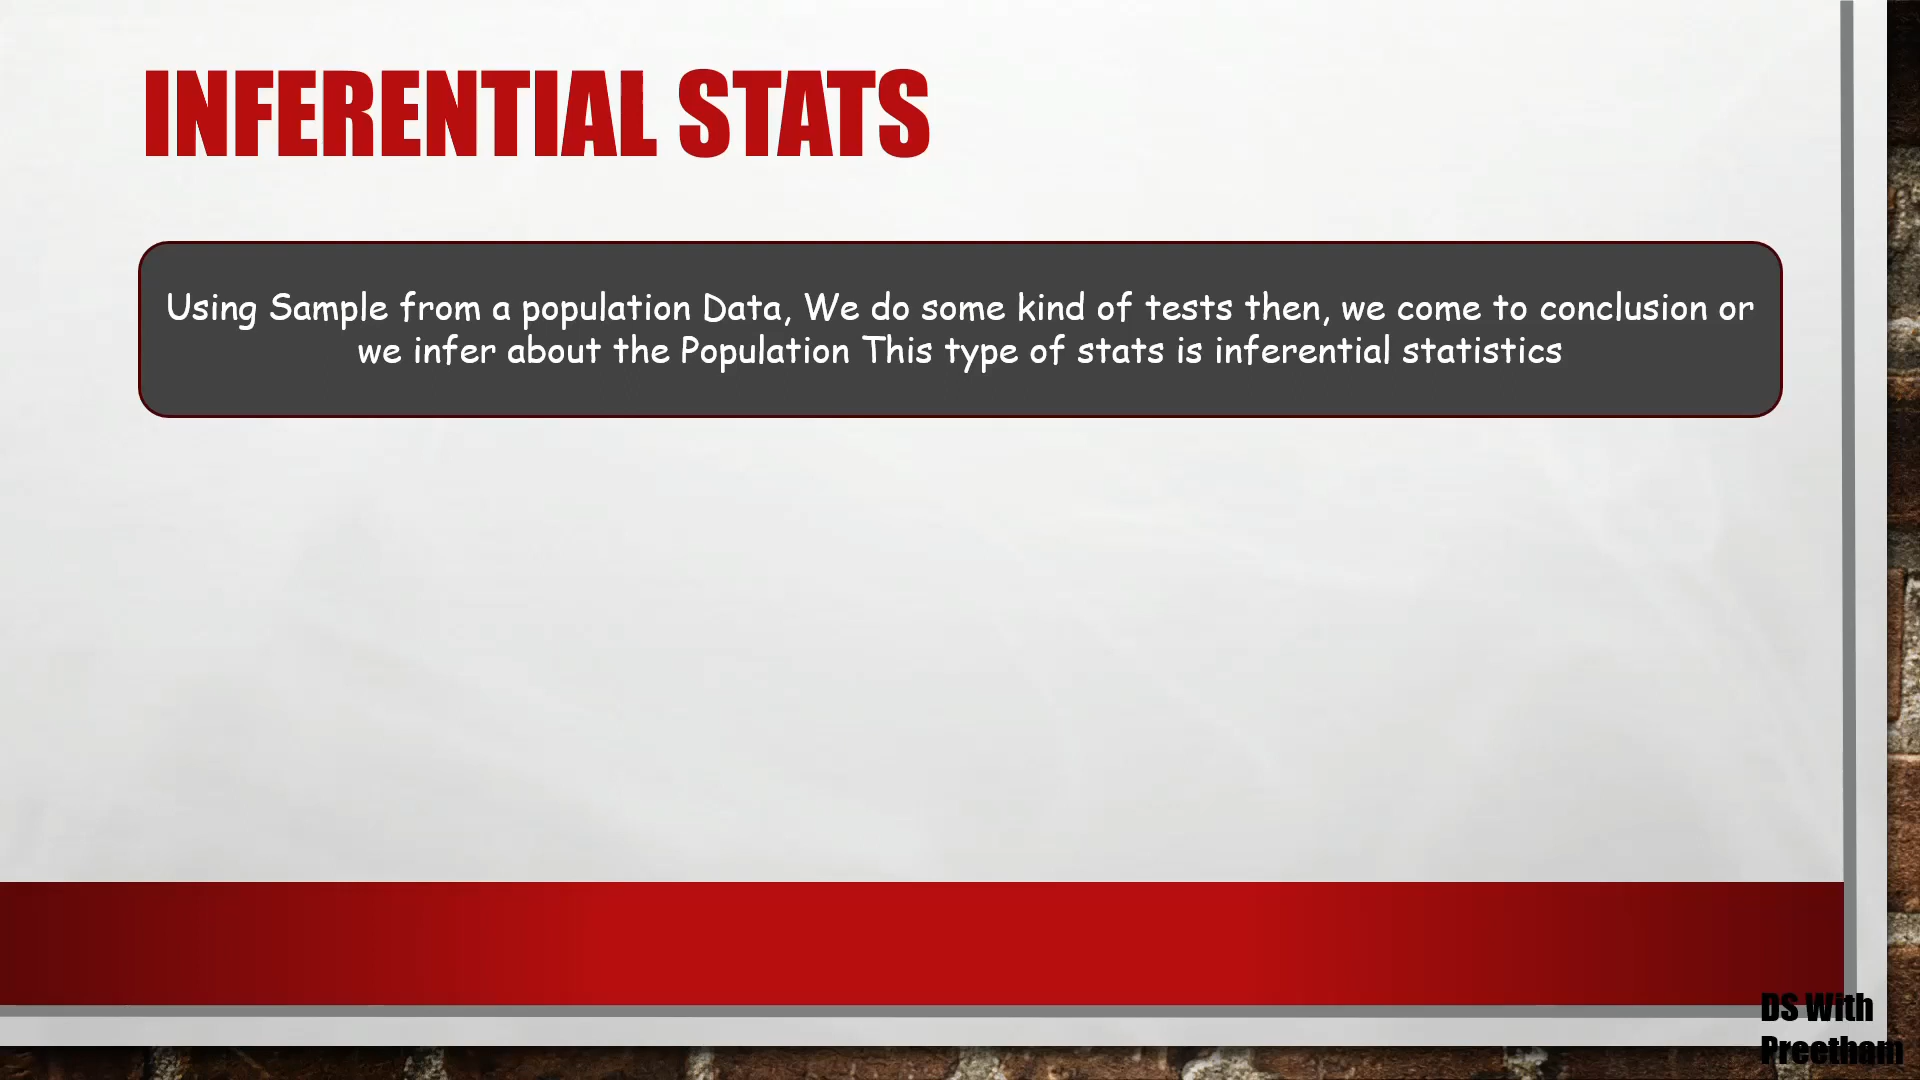 INFERENTIAL STATS
Using Sample from a population Data, We do some kind of tests then, we come to conclusion or
we infer about the Population This type of stats is inferential statistics
DS With
Preetham